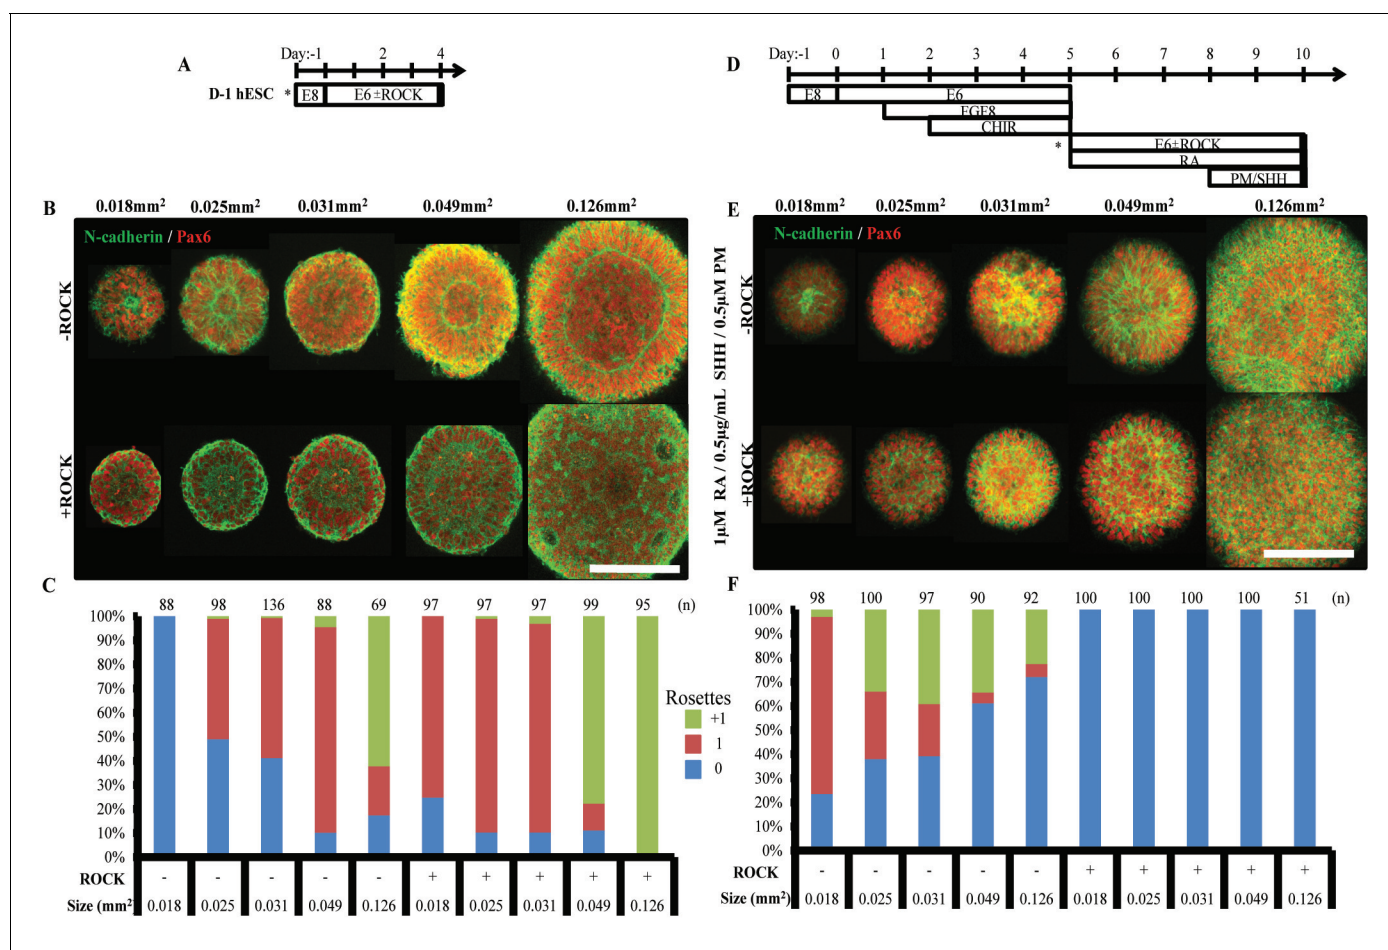 A
Day:-1 2 4
D-1 hESC * E8 E6 ±ROCK
B
0.018mm² 0.025mm² 0.031mm² 0.049mm² 0.126mm²
N-cadherin / Pax6
-ROCK
+ROCK
C
88 98 136 88 69 97 97 97 99 95 (n)
100%
90%
80%
70%
60%
50%
40%
30%
20%
10%
0%
ROCK - - - - - + + + + +
Size (mm² 0.018 0.025 0.031 0.049 0.126 0.018 0.025 0.031 0.049 0.126
Rosettes
+1
1
0
D
Day:-1 0 1 2 3 4 5 6 7 8 9 10
E8 E6
FGF8
CHIR
* E6±ROCK
RA
PM/SHH
E
0.018mm² 0.025mm² 0.031mm² 0.049mm² 0.126mm²
N-cadherin / Pax6
1µM RA / 0.5µg/mL SHH / 0.5µM PM
-ROCK
+ROCK
F
98 100 97 90 92 100 100 100 100 51 (n)
100%
90%
80%
70%
60%
50%
40%
30%
20%
10%
0%
ROCK - - - - - + + + + +
Size (mm²) 0.018 0.025 0.031 0.049 0.126 0.018 0.025 0.031 0.049 0.126